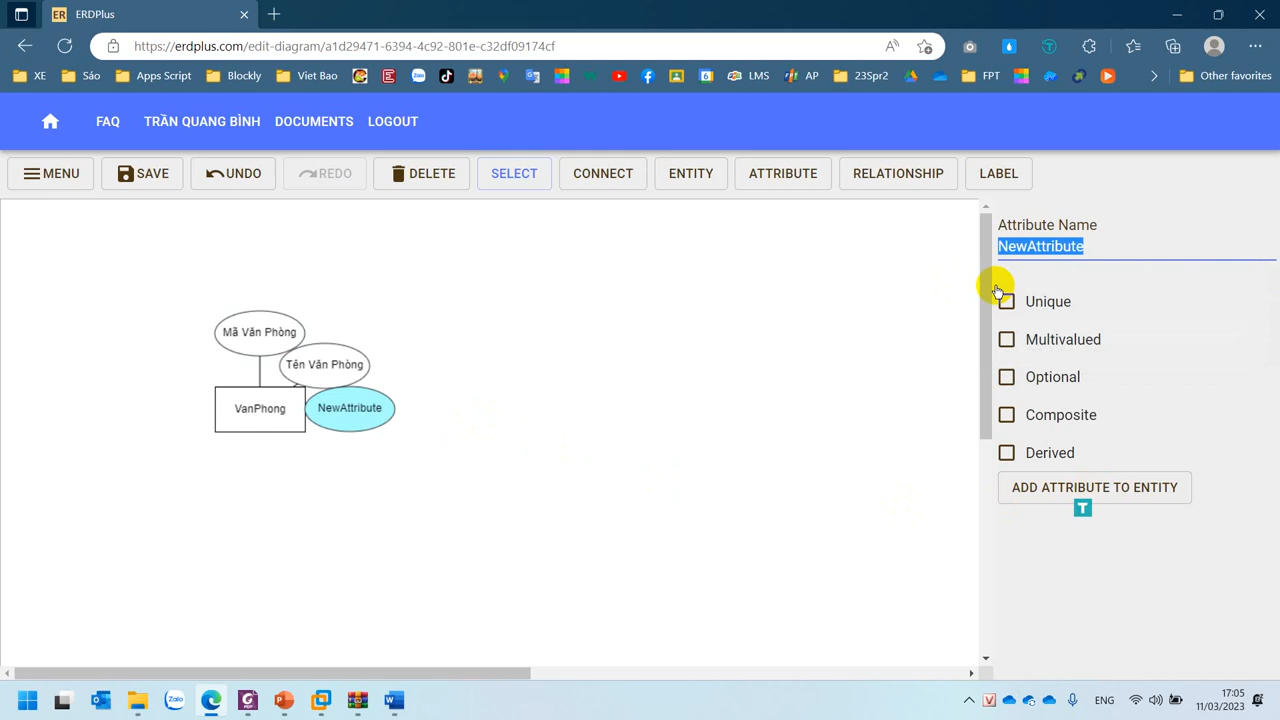 ER ERDPlus
https://erdplus.com/edit-diagram/a1d29471-6394-4c92-801e-c32df09174cf
XE Sáo Apps Script Blockly Viet Bao LMS AP 23Spr2 FPT Other favorites
FAQ TRẦN QUANG BÌNH DOCUMENTS LOGOUT
MENU SAVE UNDO REDO DELETE SELECT CONNECT ENTITY ATTRIBUTE RELATIONSHIP LABEL
Attribute Name
NewAttribute
Unique
Multivalued
Optional
Composite
Derived
ADD ATTRIBUTE TO ENTITY
T
Mã Văn Phòng
Tên Văn Phòng
VanPhong
NewAttribute
Zalo
ENG
17:05
11/03/2023